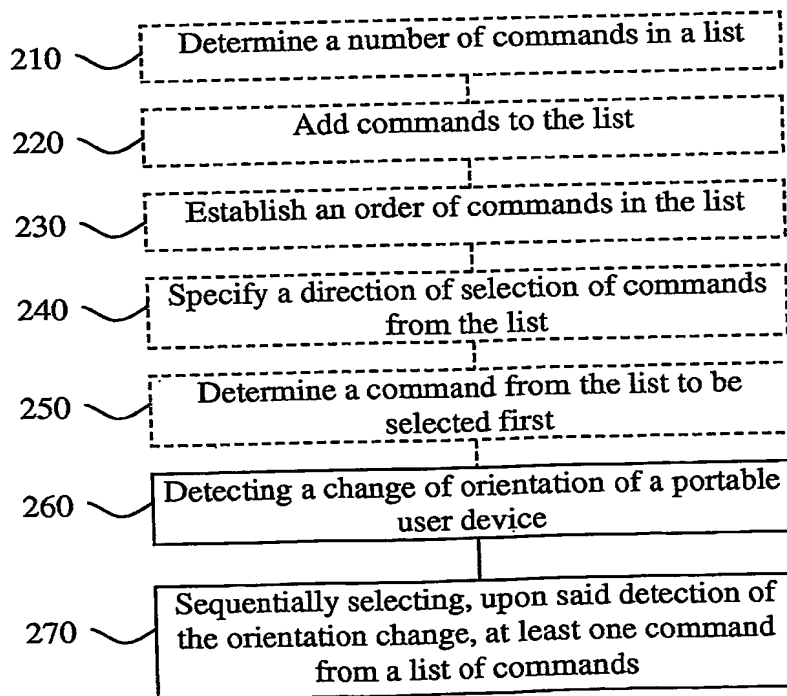 210
Determine a number of commands in a list
220
Add commands to the list
230
Establish an order of commands in the list
240
Specify a direction of selection of commands
from the list
250
Determine a command from the list to be
selected first
260
Detecting a change of orientation of a portable
user device
270
Sequentially selecting, upon said detection of
the orientation change, at least one command
from a list of commands